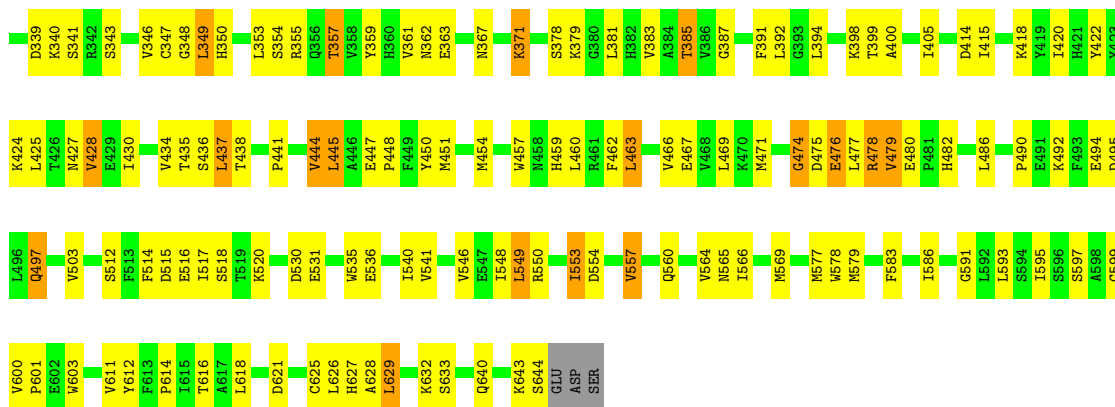 D339 K340 S341 R342 S343 V346 C347 G348 L349 H350 L353 S354 R355 Q356 T357 V358 Y359 H360 V361 N362 E363 N367 K371 S378 K379 G380 L381 H382 V383 A384 T385 V386 G387 F391 L392 G393 L394 K398 T399 A400 I405 D414 I415 K418 Y419 I420 H421 Y422
K424 L425 T426 N427 V428 E429 I430 V434 T435 S436 L437 T438 P441 V444 L445 A446 E447 P448 F449 Y450 M451 M454 W457 N458 H459 L460 R461 F462 L463 V466 E467 V468 L469 K470 M471 G474 D475 E476 L477 R478 V479 E480 P481 H482 L486 P490 E491 K492 F493 E494
L496 Q497 V503 S512 F513 F514 D515 E516 I517 S518 T519 K520 D530 E531 W535 E536 I540 V541 V546 E547 I548 L549 R550 I553 D554 V557 Q560 V564 N565 I566 M569 M577 W578 M579 F583 I586 G591 L592 L593 S594 I595 S596 S597 A598
V600 P601 E602 W603 V611 Y612 F613 P614 I615 T616 A617 L618 D621 C625 L626 H627 A628 L629 K632 S633 Q640 K643 S644 GLU ASP SER